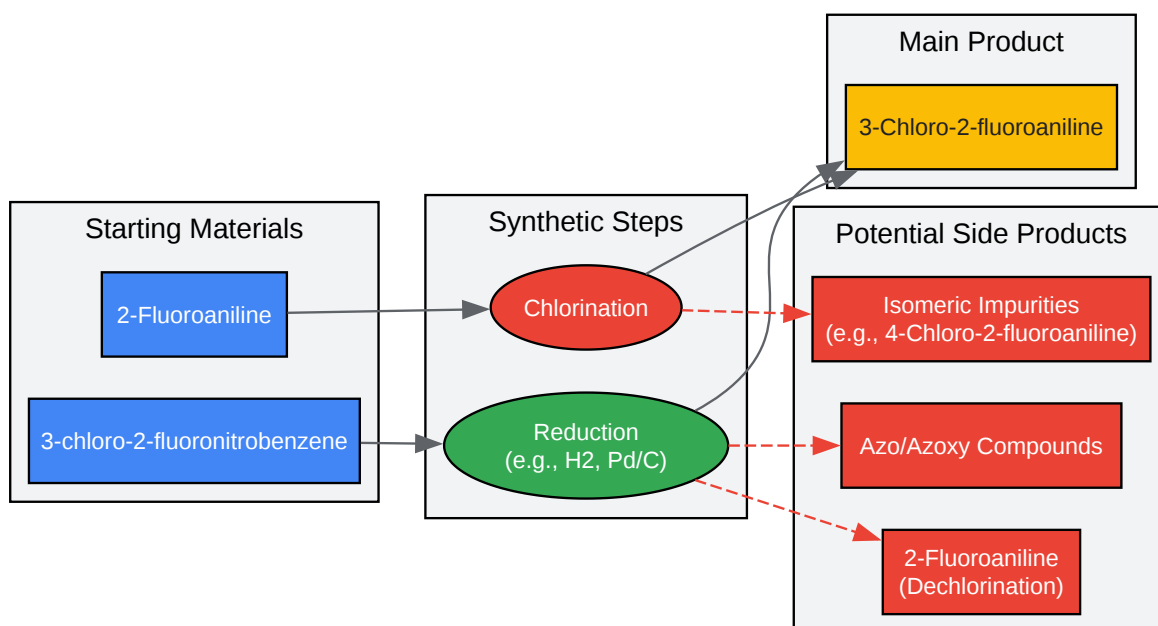 Starting Materials
2-Fluoroaniline
3-chloro-2-fluoronitrobenzene
Synthetic Steps
Chlorination
Reduction
(e.g., H2, Pd/C)
Main Product
3-Chloro-2-fluoroaniline
Potential Side Products
Isomeric Impurities
(e.g., 4-Chloro-2-fluoroaniline)
Azo/Azoxy Compounds
2-Fluoroaniline
(Dechlorination)